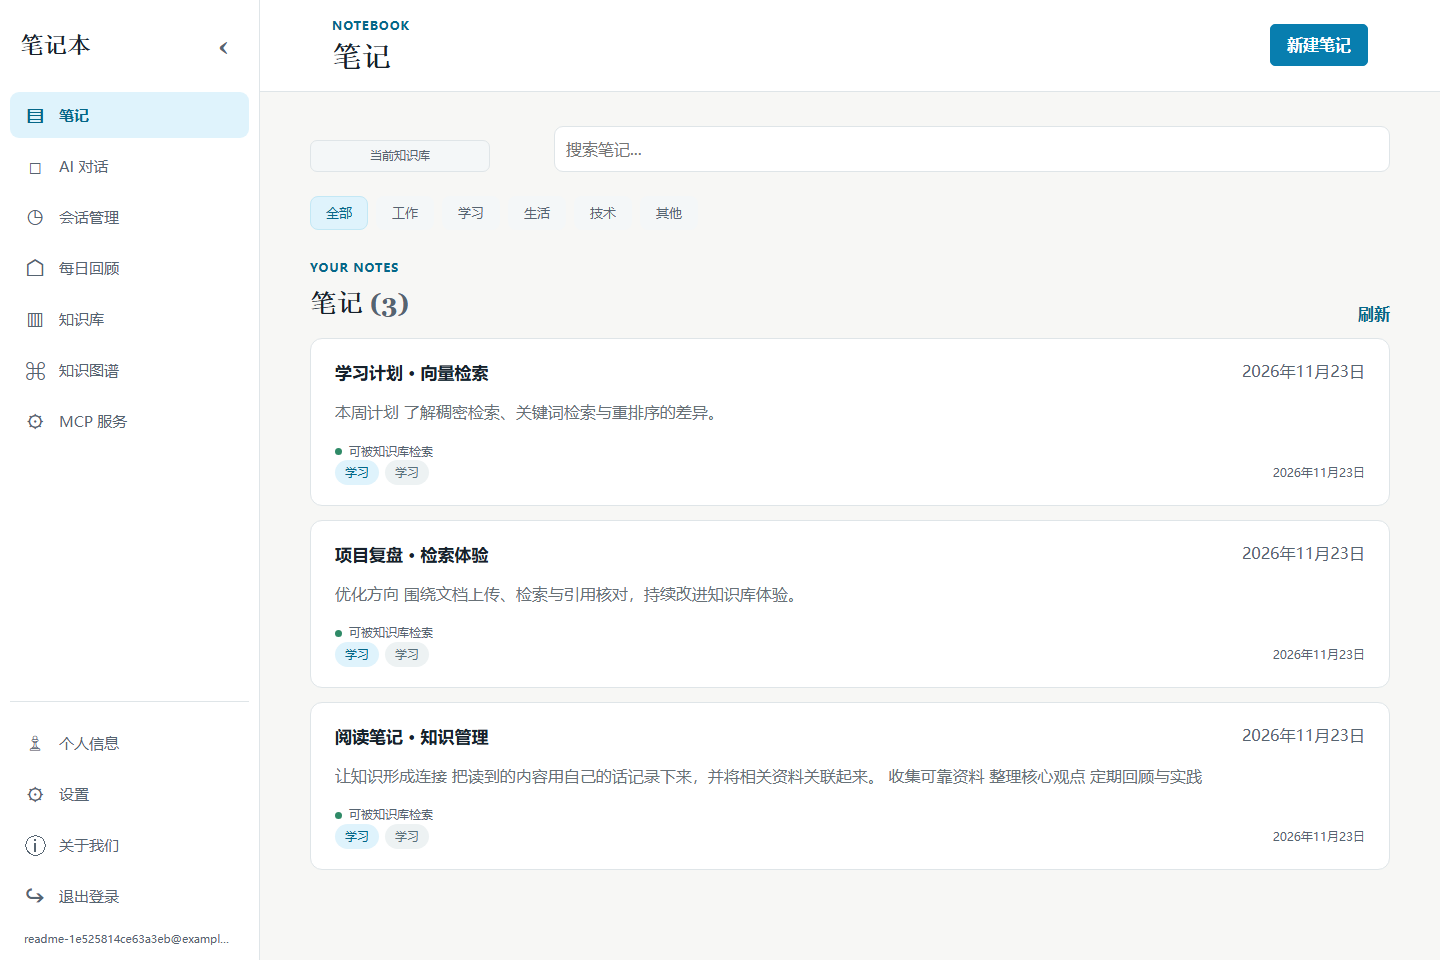 笔记本
笔记
AI 对话
会话管理
每日回顾
知识库
知识图谱
MCP 服务
个人信息
设置
关于我们
退出登录
readme-1e525814ce63a3eb@exampl...
NOTEBOOK
笔记
新建笔记
当前知识库
搜索笔记...
全部 工作 学习 生活 技术 其他
YOUR NOTES
笔记 (3)
刷新
学习计划 • 向量检索 2026年11月23日
本周计划 了解稠密检索、关键词检索与重排序的差异。
可被知识库检索
学习 学习 2026年11月23日
项目复盘 • 检索体验 2026年11月23日
优化方向 围绕文档上传、检索与引用核对，持续改进知识库体验。
可被知识库检索
学习 学习 2026年11月23日
阅读笔记 • 知识管理 2026年11月23日
让知识形成连接 把读到的内容用自己的话记录下来，并将相关资料关联起来。 收集可靠资料 整理核心观点 定期回顾与实践
可被知识库检索
学习 学习 2026年11月23日